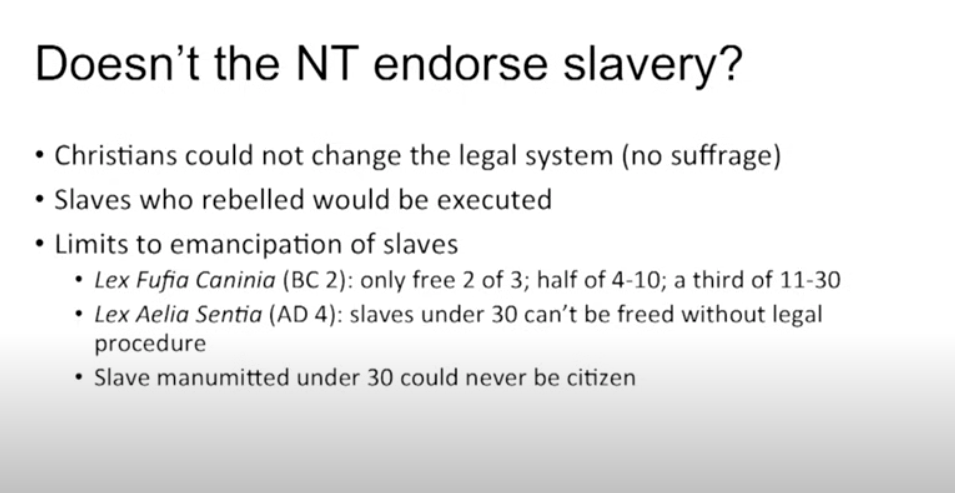 Doesn't the NT endorse slavery?
• Christians could not change the legal system (no suffrage)
• Slaves who rebelled would be executed
• Limits to emancipation of slaves
• Lex Fufia Caninia (BC 2): only free 2 of 3; half of 4-10; a third of 11-30
• Lex Aelia Sentia (AD 4): slaves under 30 can't be freed without legal
procedure
• Slave manumitted under 30 could never be citizen